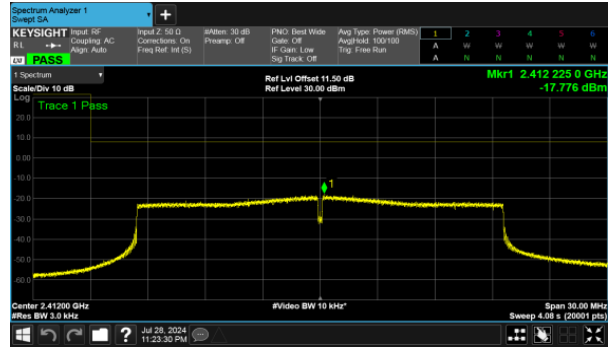 Spectrum Analyzer 1
Swept SA
KEYSIGHT
RL
PASS
Input: RF
Coupling: AC
Align: Auto
Input Z: 50 Ω
Corrections: On
Freq Ref: Int (S)
#Atten: 30 dB
Preamp: Off
PNO: Best Wide
Gate: Off
IF Gain: Low
Sig Track: Off
Avg Type: Power (RMS)
Avg|Hold: 100/100
Trig: Free Run
1 2 3 4 5 6
A W W W W W
A N N N N N
1 Spectrum
Scale/Div 10 dB
Ref Lvl Offset 11.50 dB
Ref Level 30.00 dBm
Mkr1 2.412 225 0 GHz
-17.776 dBm
Log
Trace 1 Pass
20.0
10.0
0.00
1
-10.0
-20.0
-30.0
-40.0
-50.0
-60.0
Center 2.41200 GHz
#Res BW 3.0 kHz
#Video BW 10 kHz*
Span 30.00 MHz
Sweep 4.08 s (20001 pts)
?
Jul 28, 2024
11:23:30 PM